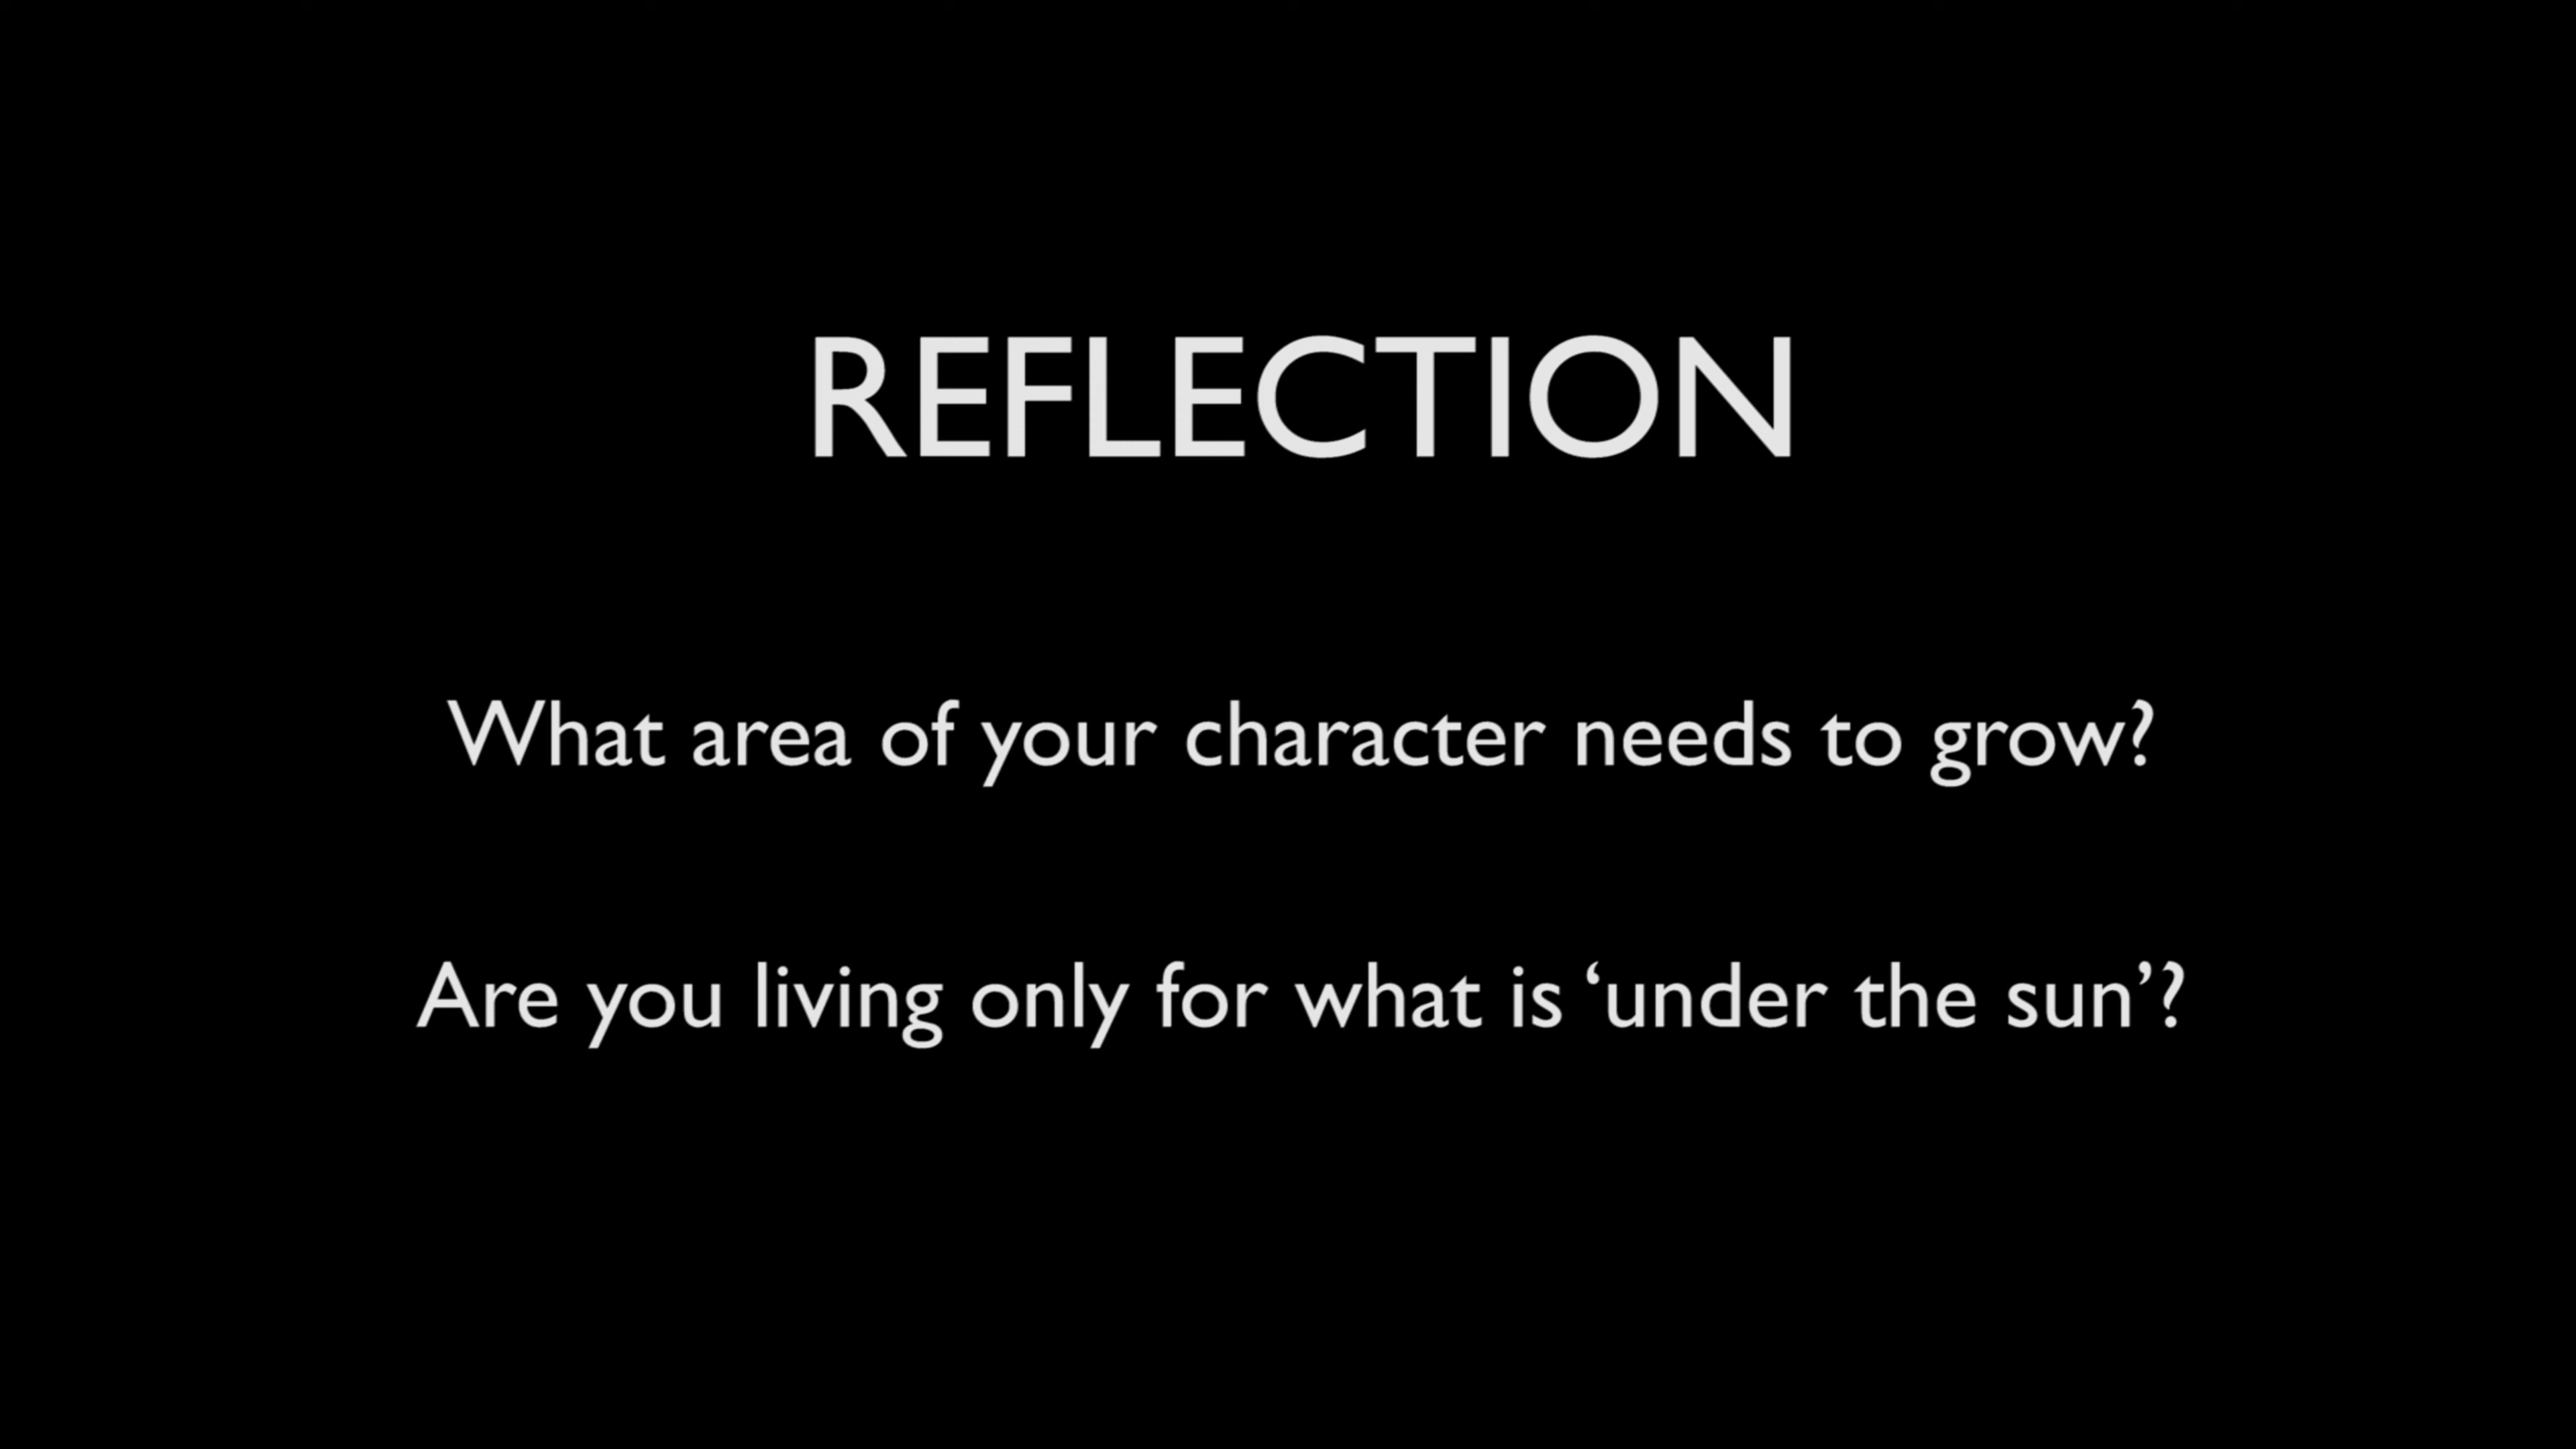 REFLECTION
What area of your character needs to grow?
Are you living only for what is ‘under the sun’?